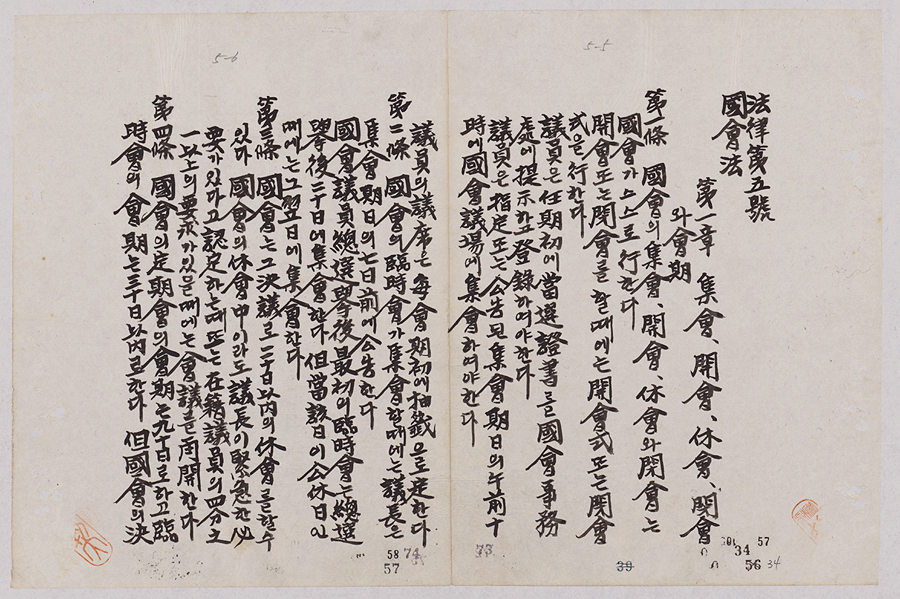 5-5
法律第五號
國會法
第一章 集會、開會、休會、閉會
와會期
第一條 國會의集會、開會、休會와閉會는
國會가스스로行한다
開會또는閉會를할때에는開會式또는閉會
式을行한다
議員은任期初에當選證書를國會事務
處에提示하고登錄하여야한다
議員은指定또는公告된集會期日의午前十
時에國會議場에集會하여야한다
57
34
56 34
39
73
5-6
議員의議席은每會期初에抽籤으로定한다
第二條 國會의臨時會가集會할때에는議長은
集會期日의七日前에公告한다
國會議員總選擧後最初의臨時會는總選
擧後二十日에集會한다 但當該日이公休日인
때에는그翌日에集會한다
第三條 國會는그決議로二十日以內의休會를할수
있다 國會의休會中이라도議長이緊急한必
要가있다고認定하는때또는在籍議員의四分之
一以上의要求가있을때에는會議를再開한다
第四條 國會의定期會의會期는九十日로하고臨
時會의會期는三十日以內로한다 但國會의決
58 74
57